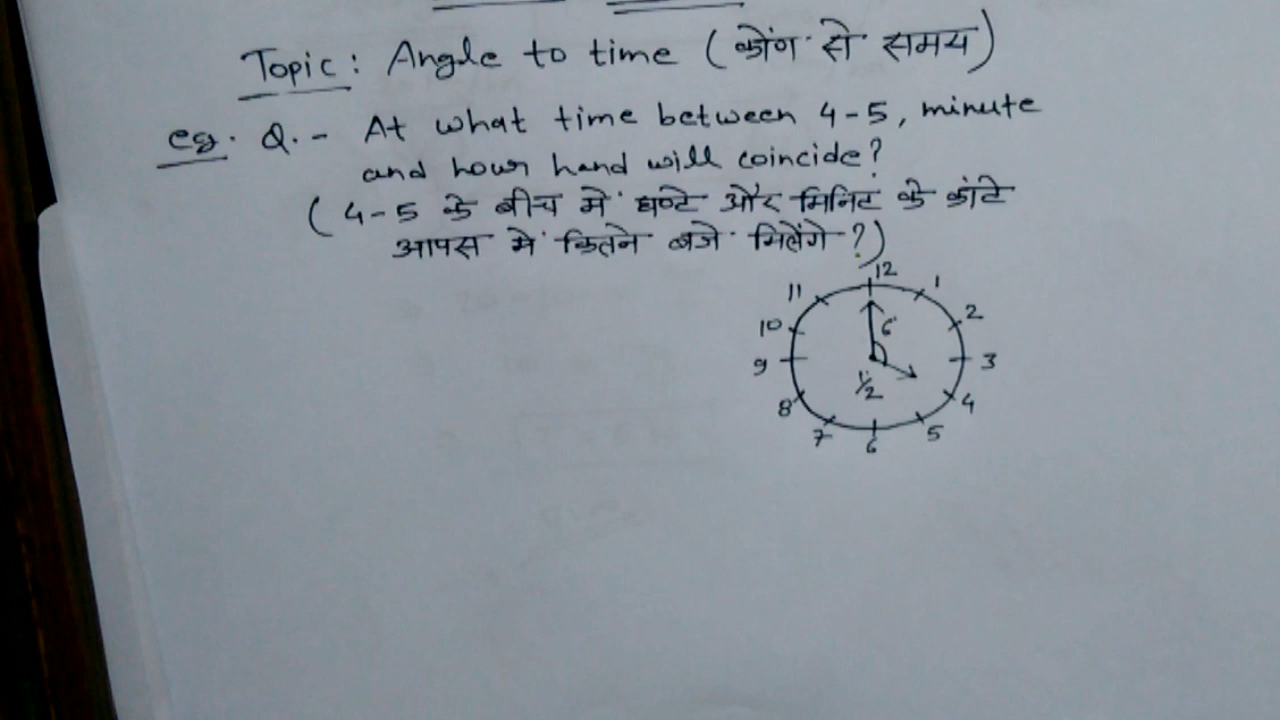 Topic: Angle to time (कोंण से समय)
eg. Q.- At what time between 4-5, minute
and hour hand will coincide?
(4-5 के बीच में घण्टे और मिनिट के कांटे
आपस में कितने बजे मिलेंगे?)
12
11 1
10 2
6
9 3
1/2
8 4
7 5
6